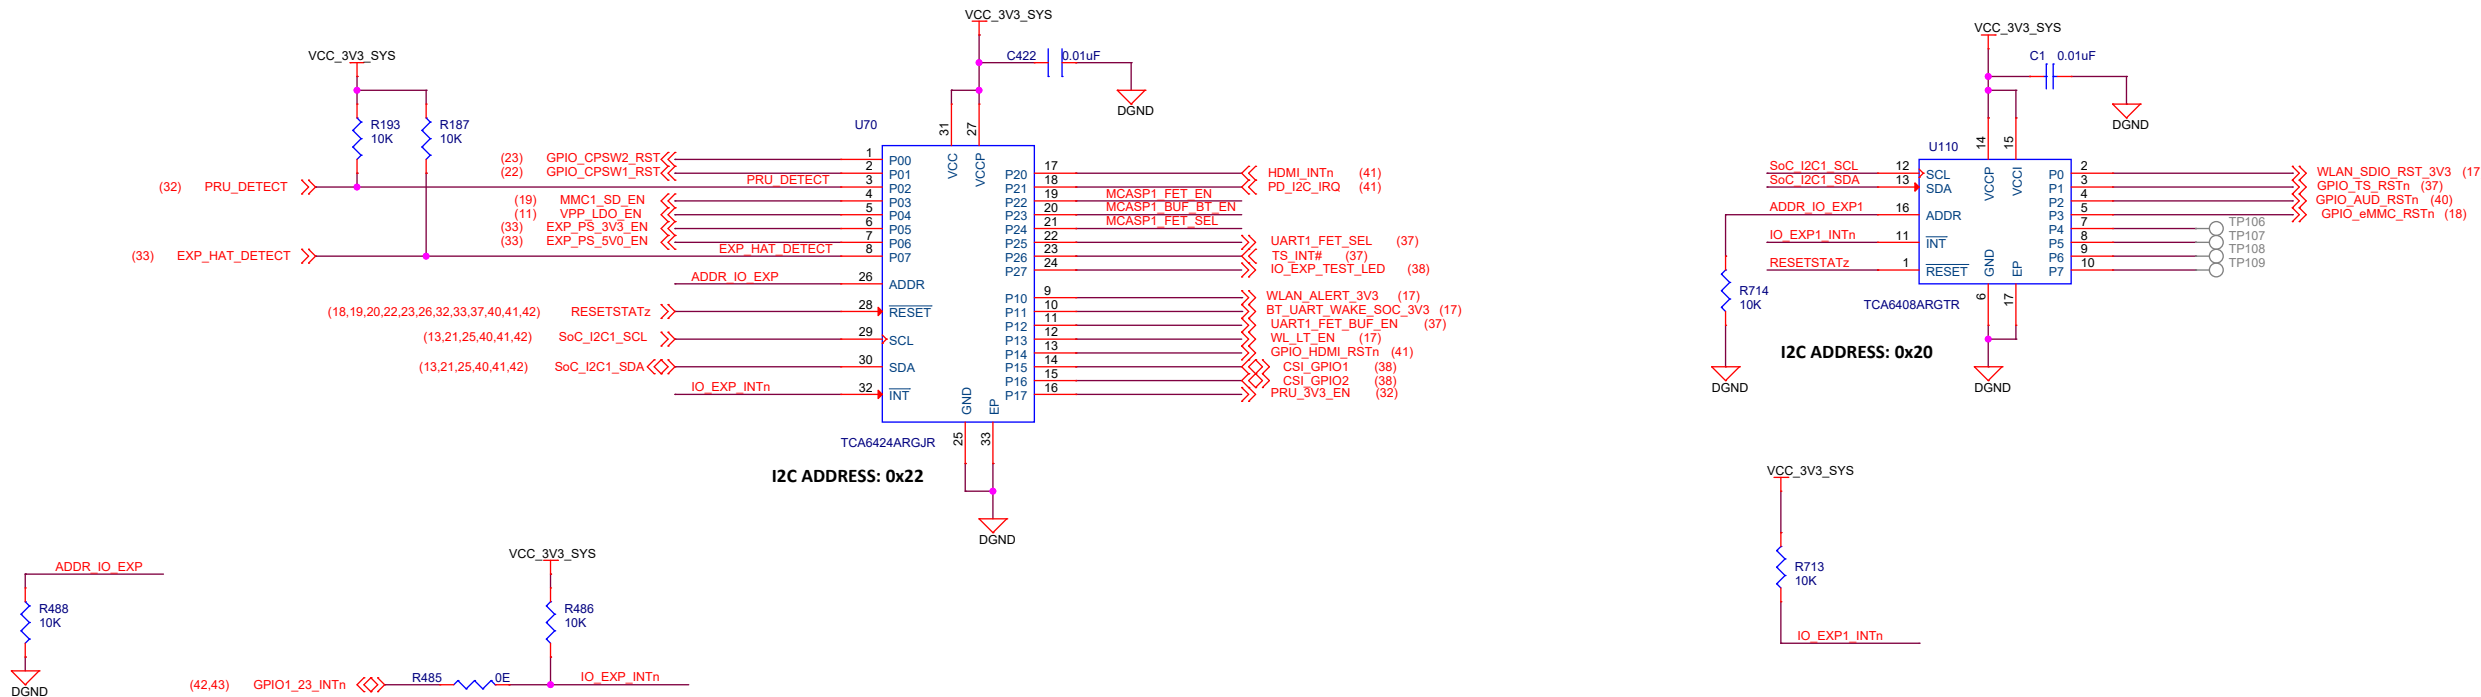 VCC_3V3_SYS
C422 0.01uF
DGND
VCC_3V3_SYS
R193
10K
R187
10K
U70
31
27
VCC
VCCP
(23) GPIO_CPSW2_RST 1 P00
(22) GPIO_CPSW1_RST 2 P01
(32) PRU_DETECT PRU_DETECT 3 P02
(19) MMC1_SD_EN 4 P03
(11) VPP_LDO_EN 5 P04
(33) EXP_PS_3V3_EN 6 P05
(33) EXP_PS_5V0_EN 7 P06
(33) EXP_HAT_DETECT EXP_HAT_DETECT 8 P07
ADDR_IO_EXP 26 ADDR
(18,19,20,22,23,26,32,33,37,40,41,42) RESETSTATz 28 RESET
(13,21,25,40,41,42) SoC_I2C1_SCL 29 SCL
(13,21,25,40,41,42) SoC_I2C1_SDA 30 SDA
IO_EXP_INTn 32 INT
P20 17 HDMI_INTn (41)
P21 18 PD_I2C_IRQ (41)
P22 19 MCASP1_FET_EN
P23 20 MCASP1_BUF_BT_EN
P24 21 MCASP1_FET_SEL
P25 22 UART1_FET_SEL (37)
P26 23 TS_INT# (37)
P27 24 IO_EXP_TEST_LED (38)
P10 9 WLAN_ALERT_3V3 (17)
P11 10 BT_UART_WAKE_SOC_3V3 (17)
P12 11 UART1_FET_BUF_EN (37)
P13 12 WL_LT_EN (17)
P14 13 GPIO_HDMI_RSTn (41)
P15 14 CSI_GPIO1 (38)
P16 15 CSI_GPIO2 (38)
P17 16 PRU_3V3_EN (32)
GND
EP
25
33
TCA6424ARGJR
I2C ADDRESS: 0x22
DGND
VCC_3V3_SYS
C1 0.01uF
DGND
14
15
U110
VCCP
VCCI
SoC_I2C1_SCL 12 SCL
SoC_I2C1_SDA 13 SDA
ADDR_IO_EXP1 16 ADDR
IO_EXP1_INTn 11 INT
RESETSTATz 1 RESET
P0 2 WLAN_SDIO_RST_3V3 (17
P1 3 GPIO_TS_RSTn (37)
P2 4 GPIO_AUD_RSTn (40)
P3 5 GPIO_eMMC_RSTn (18)
P4 7 TP106
P5 8 TP107
P6 9 TP108
P7 10 TP109
GND
EP
6
17
TCA6408ARGTR
R714
10K
DGND
I2C ADDRESS: 0x20
DGND
VCC_3V3_SYS
R713
10K
IO_EXP1_INTn
ADDR_IO_EXP
R488
10K
DGND
VCC_3V3_SYS
R486
10K
(42,43) GPIO1_23_INTn R485 0E IO_EXP_INTn